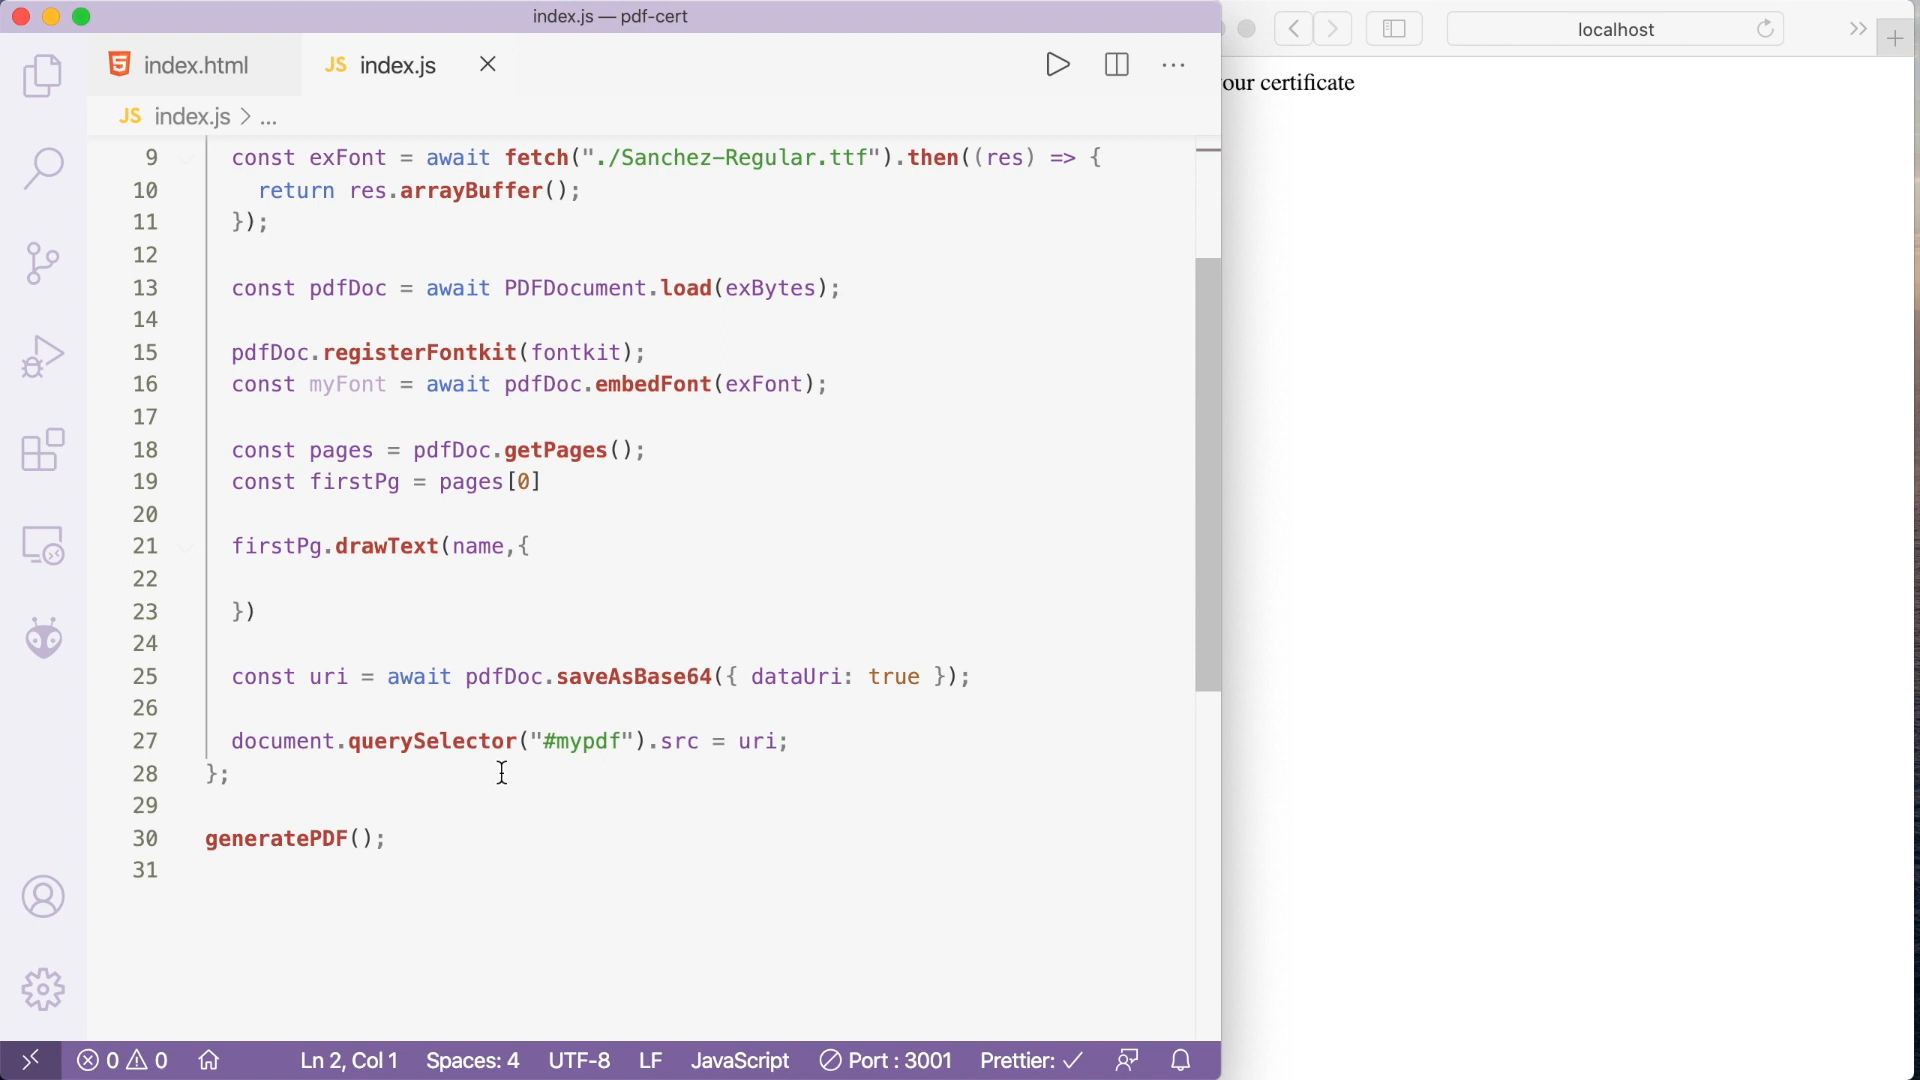 index.js — pdf-cert
index.html
JS index.js
JS index.js > ...
9 const exFont = await fetch("./Sanchez-Regular.ttf").then((res) => {
10 return res.arrayBuffer();
11 });
12
13 const pdfDoc = await PDFDocument.load(exBytes);
14
15 pdfDoc.registerFontkit(fontkit);
16 const myFont = await pdfDoc.embedFont(exFont);
17
18 const pages = pdfDoc.getPages();
19 const firstPg = pages[0]
20
21 firstPg.drawText(name,{
22
23 })
24
25 const uri = await pdfDoc.saveAsBase64({ dataUri: true });
26
27 document.querySelector("#mypdf").src = uri;
28 };
29
30 generatePDF();
31
0 0 Ln 2, Col 1 Spaces: 4 UTF-8 LF JavaScript Port : 3001 Prettier: ✓
localhost
our certificate